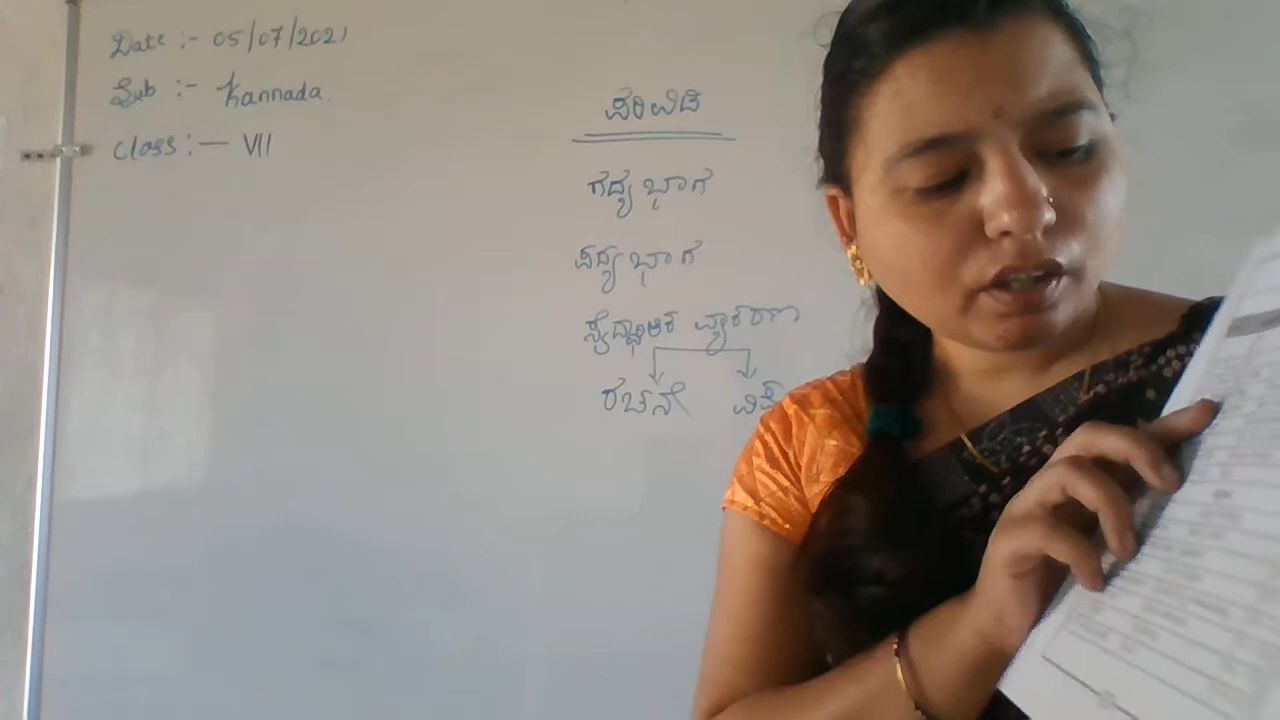 Date :- 05/07/2021
Sub :- Kannada
Class :- VII
ಪರಿವಿಡಿ
ಗದ್ಯ ಭಾಗ
ಪದ್ಯ ಭಾಗ
ಸೈದ್ಧಾಂತಿಕ ವ್ಯಾಕರಣ
ರಚನೆ